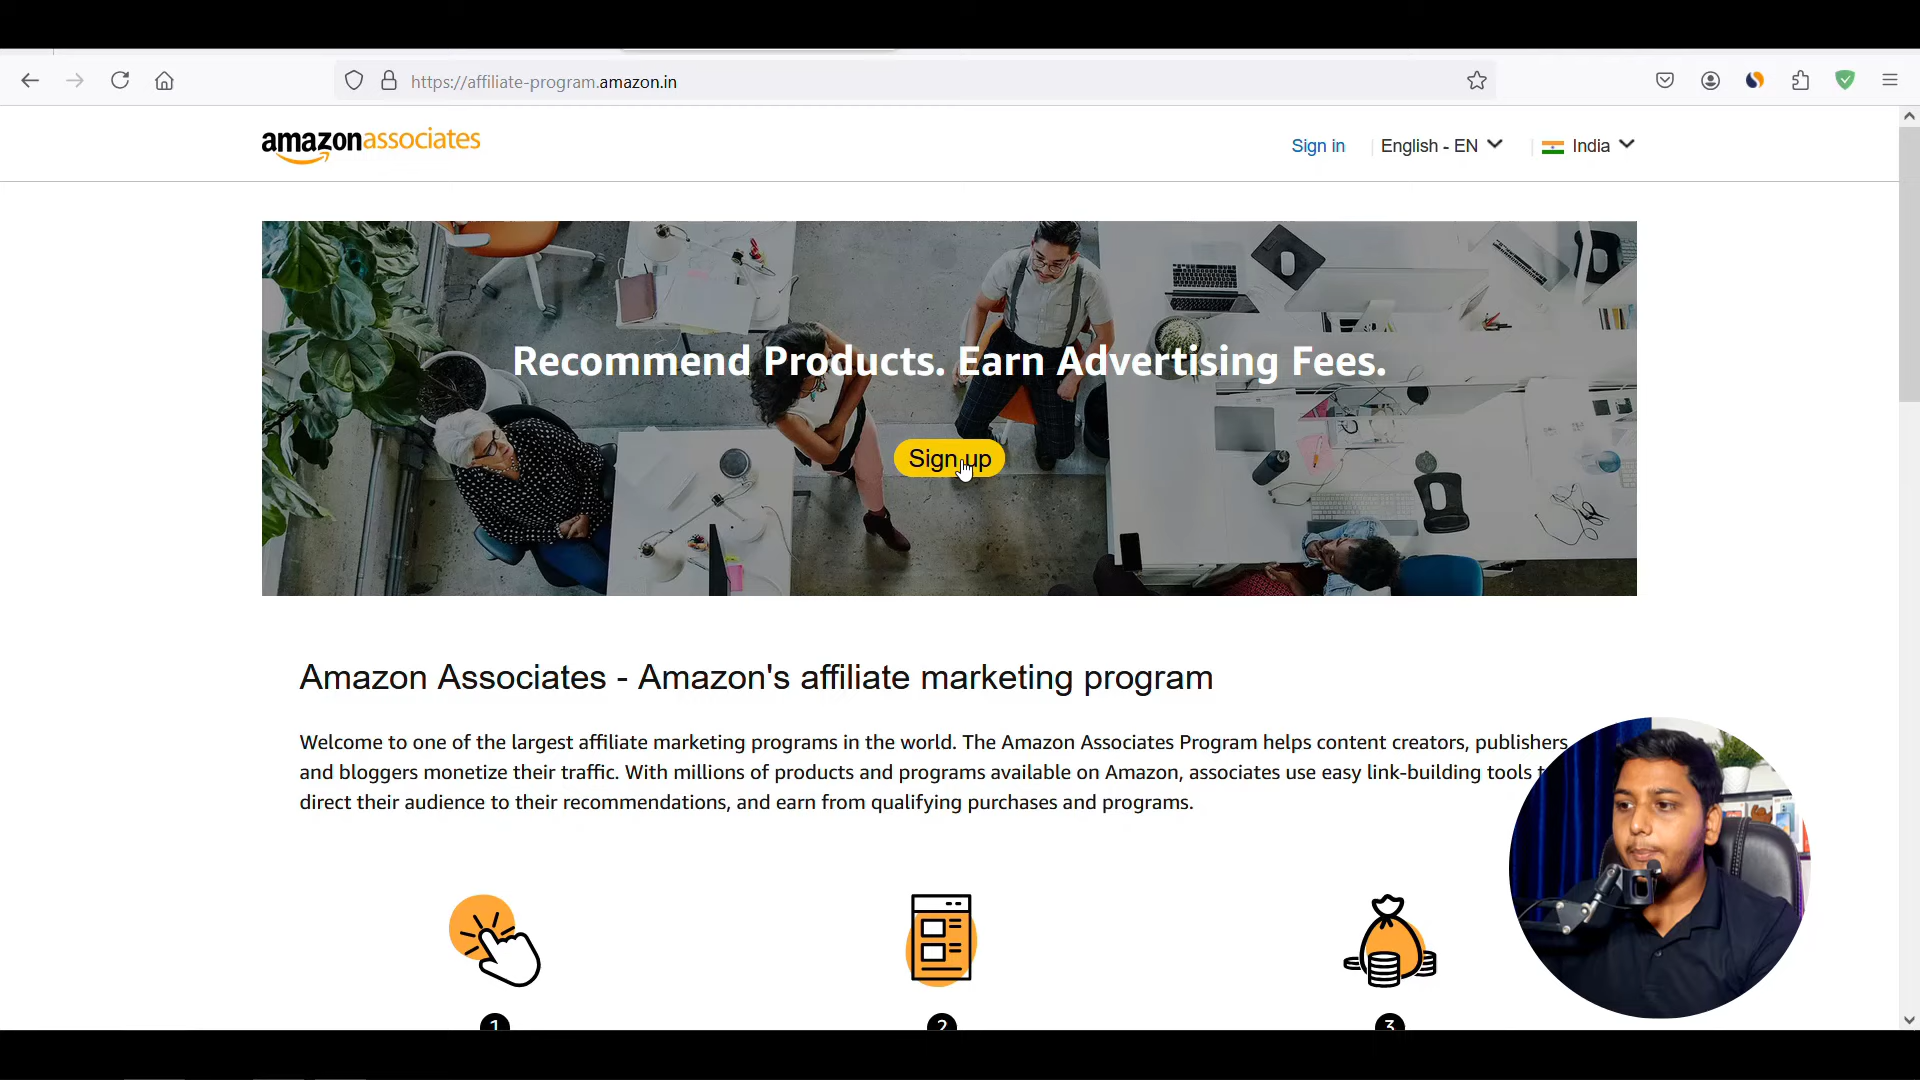 https://affiliate-program.amazon.in
amazonassociates
Sign in
English - EN
India
Recommend Products. Earn Advertising Fees.
Sign up
Amazon Associates - Amazon's affiliate marketing program
Welcome to one of the largest affiliate marketing programs in the world. The Amazon Associates Program helps content creators, publishers
and bloggers monetize their traffic. With millions of products and programs available on Amazon, associates use easy link-building tools
direct their audience to their recommendations, and earn from qualifying purchases and programs.
1
2
3